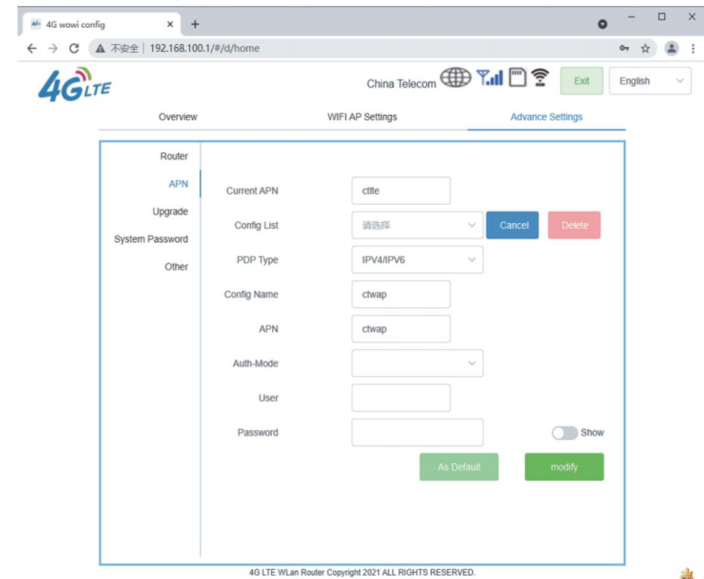 4G wowi config
不安全 | 192.168.100.1/#/d/home
4G LTE
China Telecom
Exit
English
Overview
WIFI AP Settings
Advance Settings
Router
APN
Upgrade
System Password
Other
Current APN
ctlte
Config List
请选择
Cancel
Delete
PDP Type
IPV4/IPV6
Config Name
ctwap
APN
ctwap
Auth-Mode
User
Password
Show
As Default
modify
4G LTE WLan Router Copyright 2021 ALL RIGHTS RESERVED.